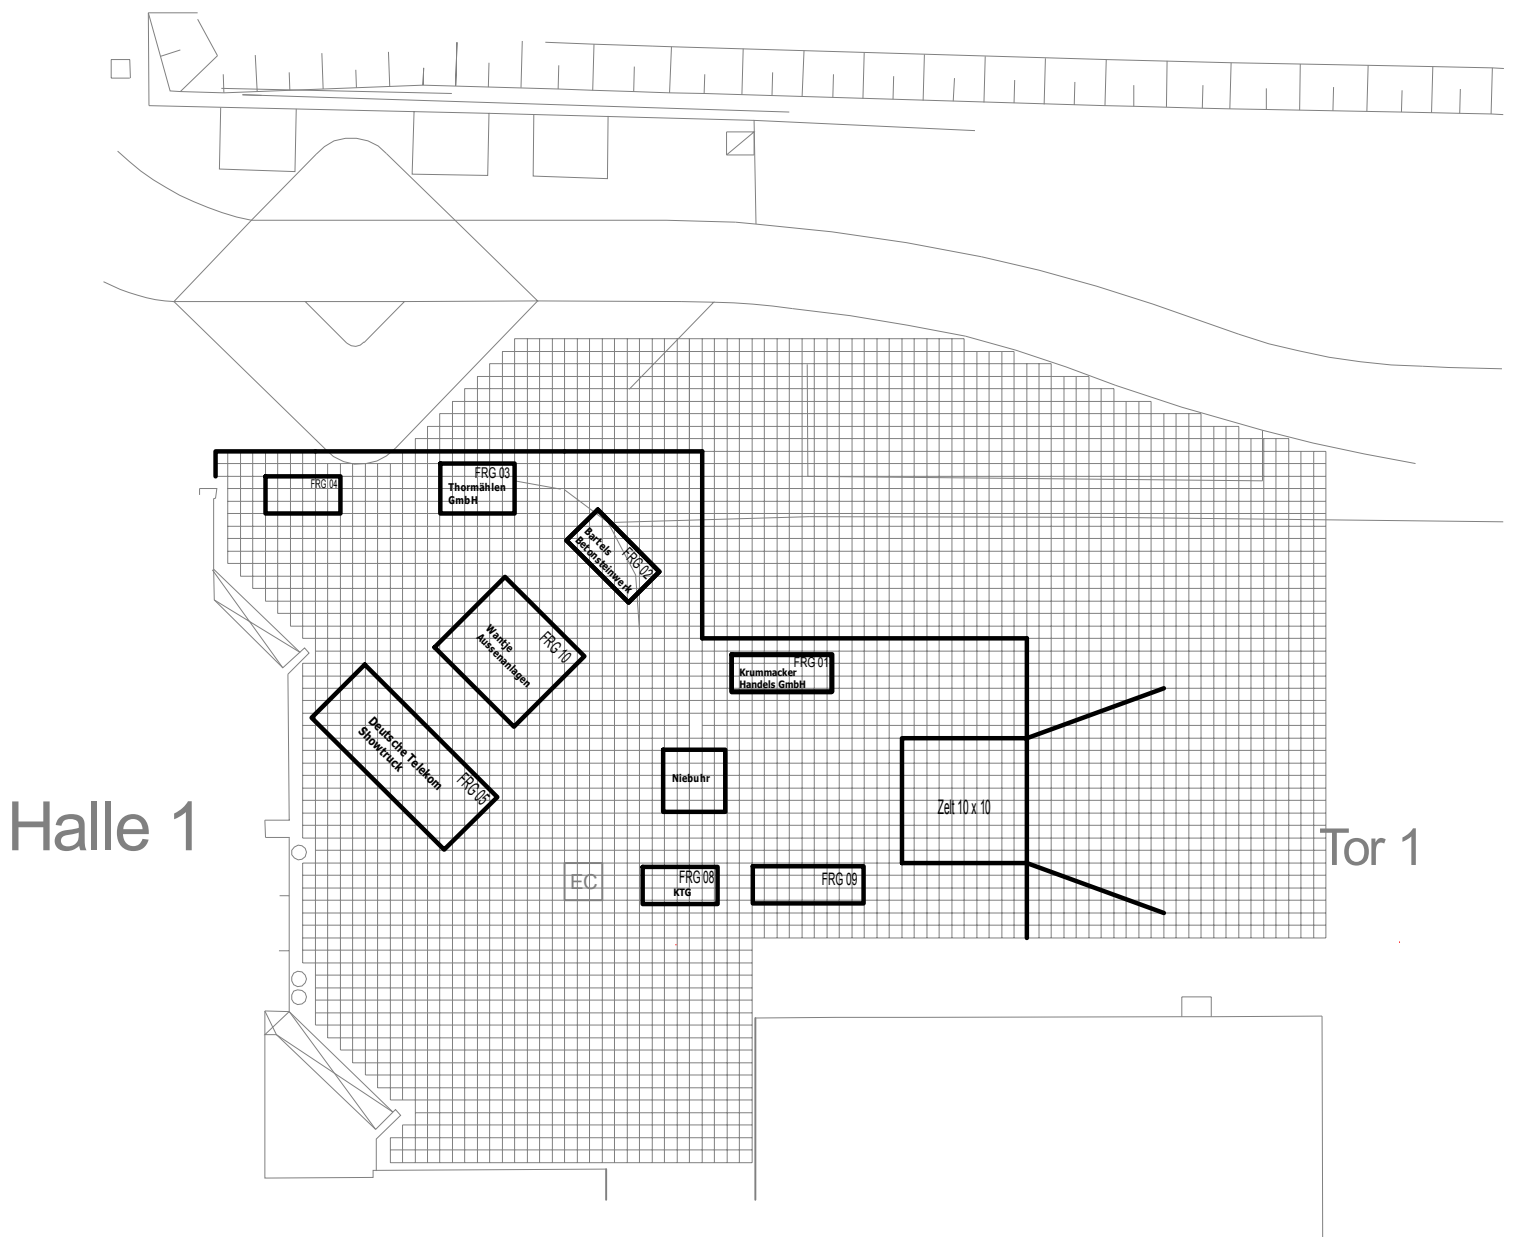 FRG 03
Thormählen
GmbH
FRG 04
Bartels
Betonsteinwerk
FRG 02
Wantje
Aussenanlagen
FRG 10
FRG 01
Krummacker
Handels GmbH
Deutsche Telekom
Showtruck
FRG 05
Niebuhr
Zelt 10 x 10
Halle 1
Tor 1
EC
FRG 08
KTG
FRG 09